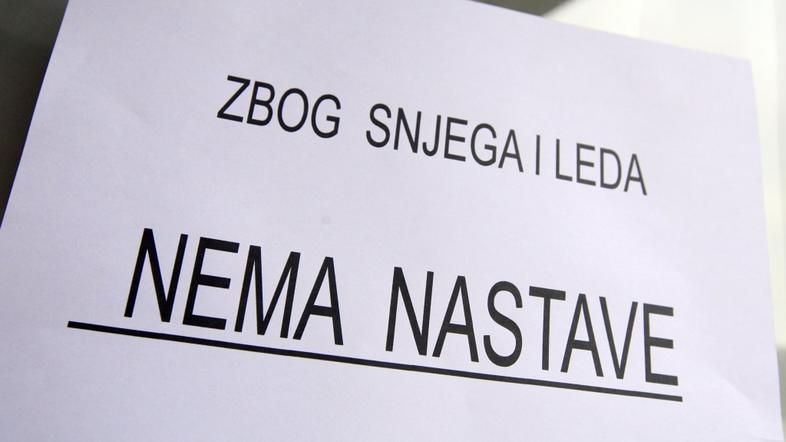 ZBOG SNJEGA I LEDA
NEMA NASTAVE